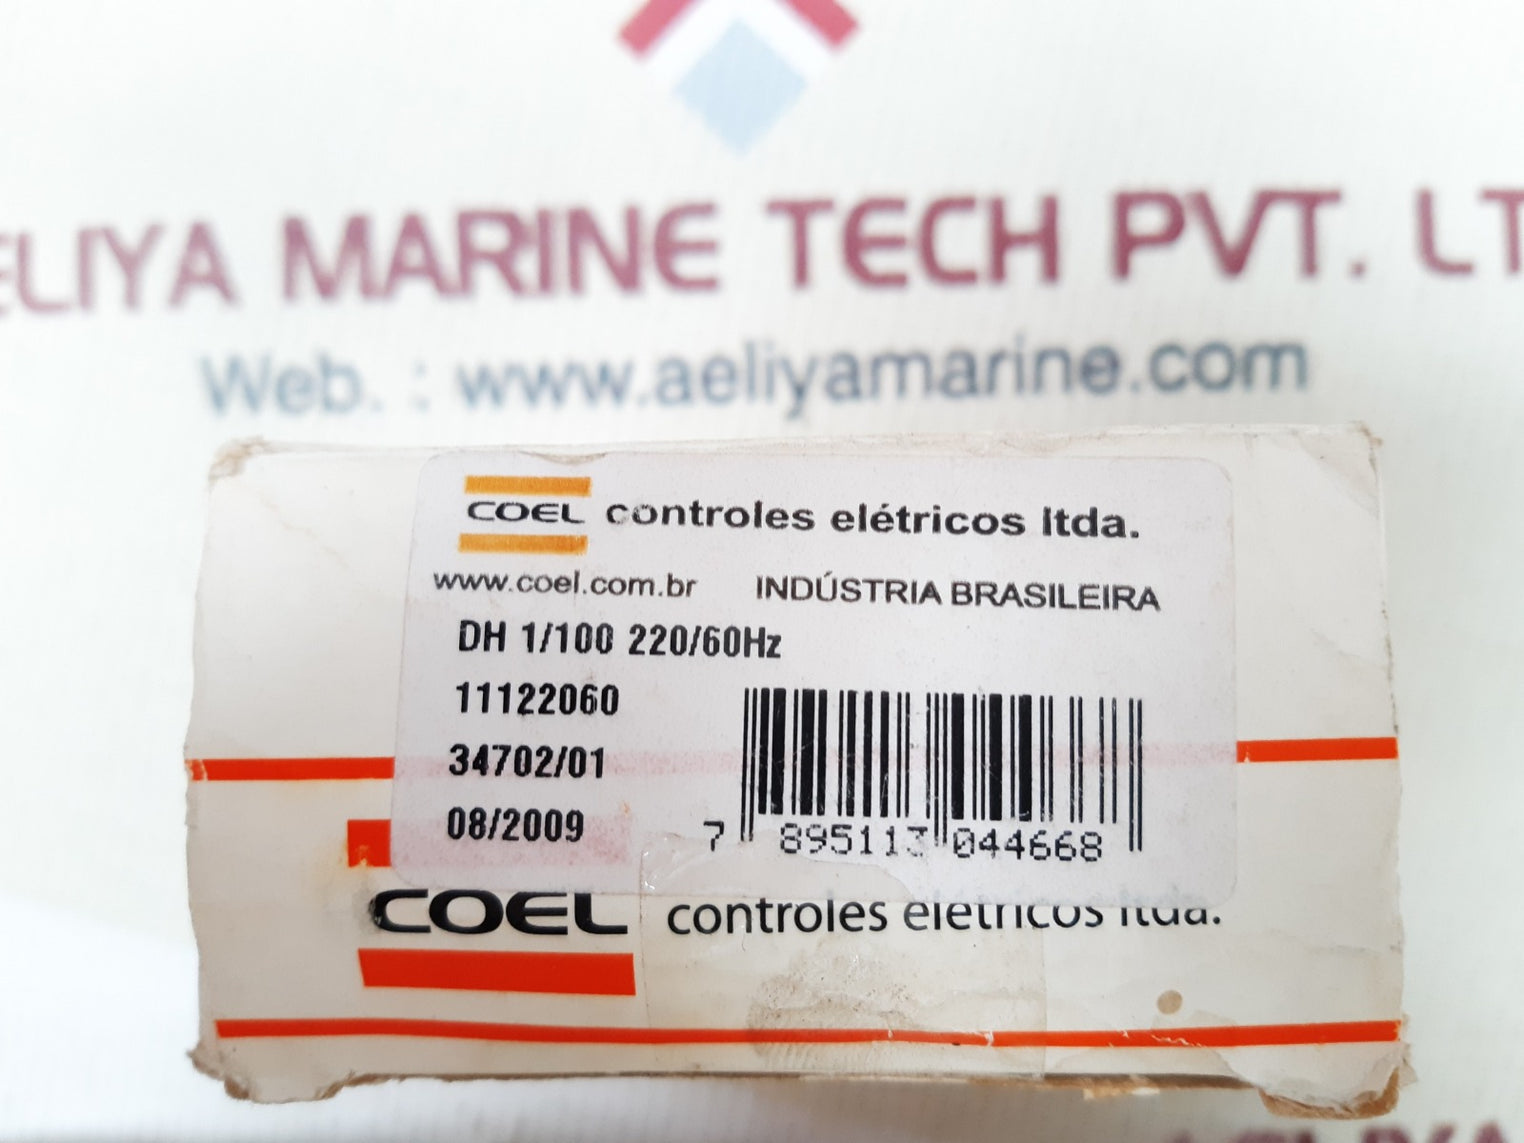 ELIYA MARINE TECH PVT. LT
Web. : www.aeliyamarine.com
COEL controles elétricos ltda.
www.coel.com.br INDÚSTRIA BRASILEIRA
DH 1/100 220/60Hz
11122060
34702/01
08/2009
7 895113 044668
COEL controles elétricos ltda.